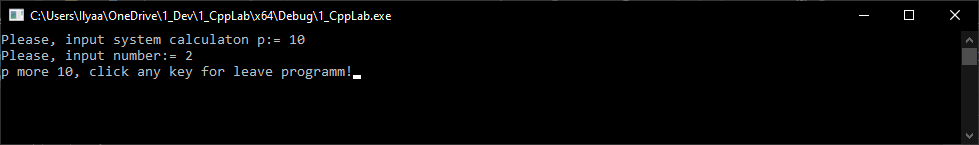 C:\Users\Ilyaa\OneDrive\1_Dev\1_CppLab\x64\Debug\1_CppLab.exe
Please, input system calculaton p:= 10
Please, input number:= 2
p more 10, click any key for leave programm!